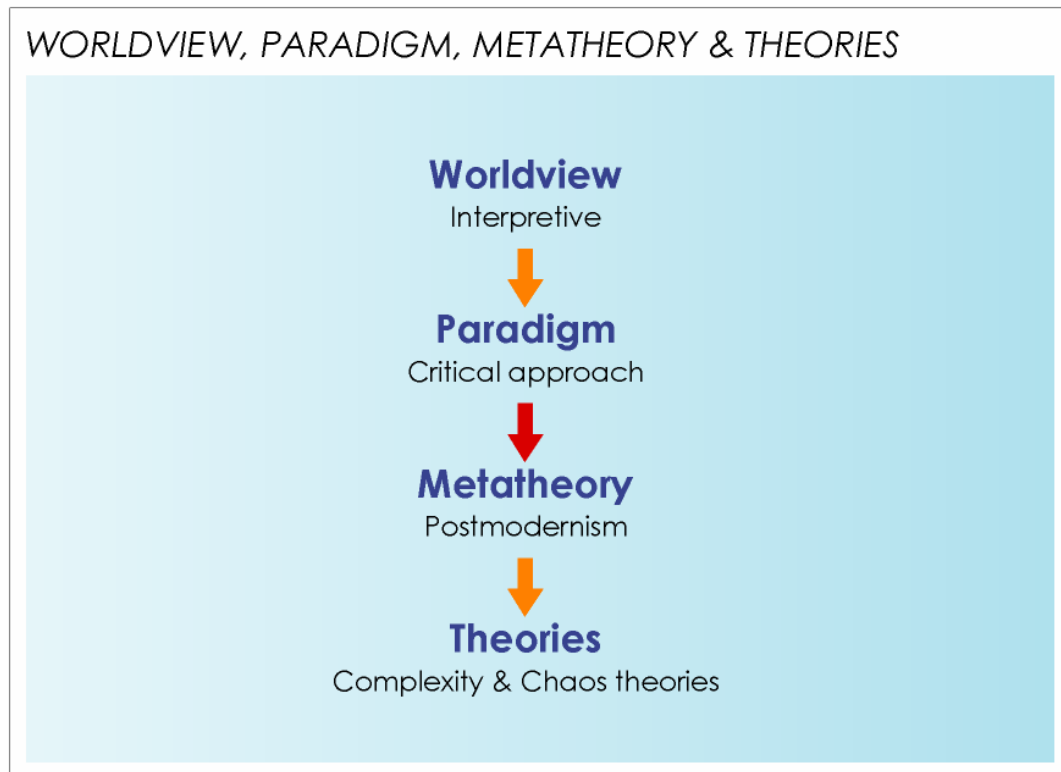 WORLDVIEW, PARADIGM, METATHEORY & THEORIES
Worldview
Interpretive
Paradigm
Critical approach
Metatheory
Postmodernism
Theories
Complexity & Chaos theories